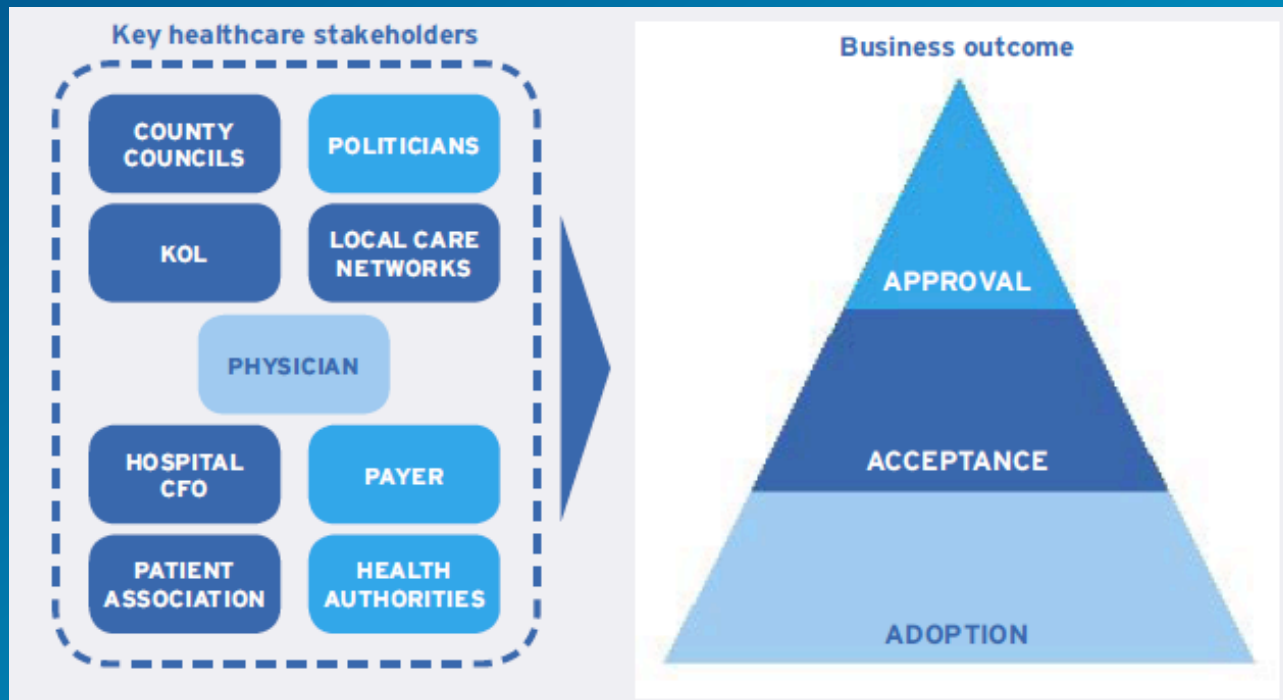 Key healthcare stakeholders
COUNTY
COUNCILS
POLITICIANS
KOL
LOCAL CARE
NETWORKS
PHYSICIAN
HOSPITAL
CFO
PAYER
PATIENT
ASSOCIATION
HEALTH
AUTHORITIES
Business outcome
APPROVAL
ACCEPTANCE
ADOPTION